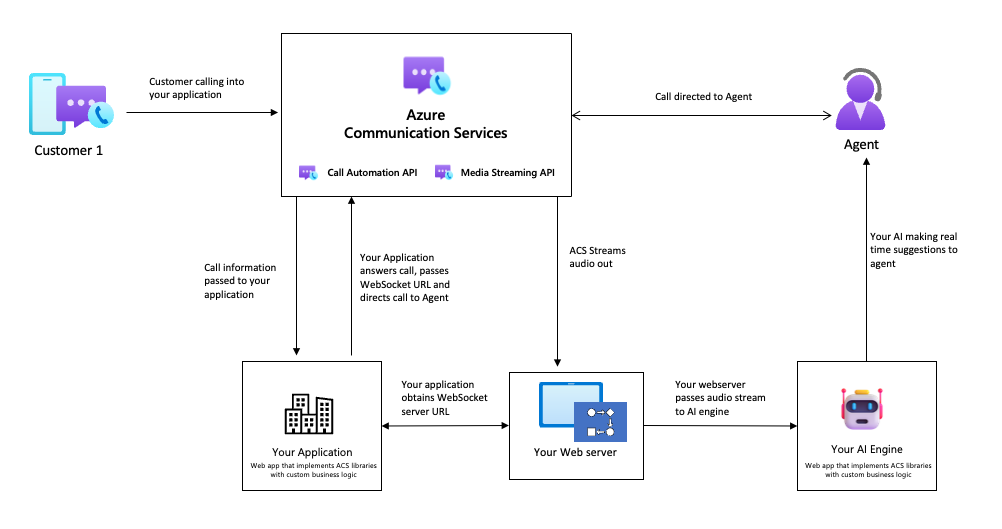 Customer calling into
your application
Customer 1
Azure
Communication Services
Call Automation API
Media Streaming API
Call directed to Agent
Agent
Call information
passed to your
application
Your Application
answers call, passes
WebSocket URL and
directs call to Agent
ACS Streams
audio out
Your AI making real
time suggestions to
agent
Your Application
Web app that implements ACS libraries
with custom business logic
Your application
obtains WebSocket
server URL
Your Web server
Your webserver
passes audio stream
to AI engine
Your AI Engine
Web app that implements ACS libraries
with custom business logic